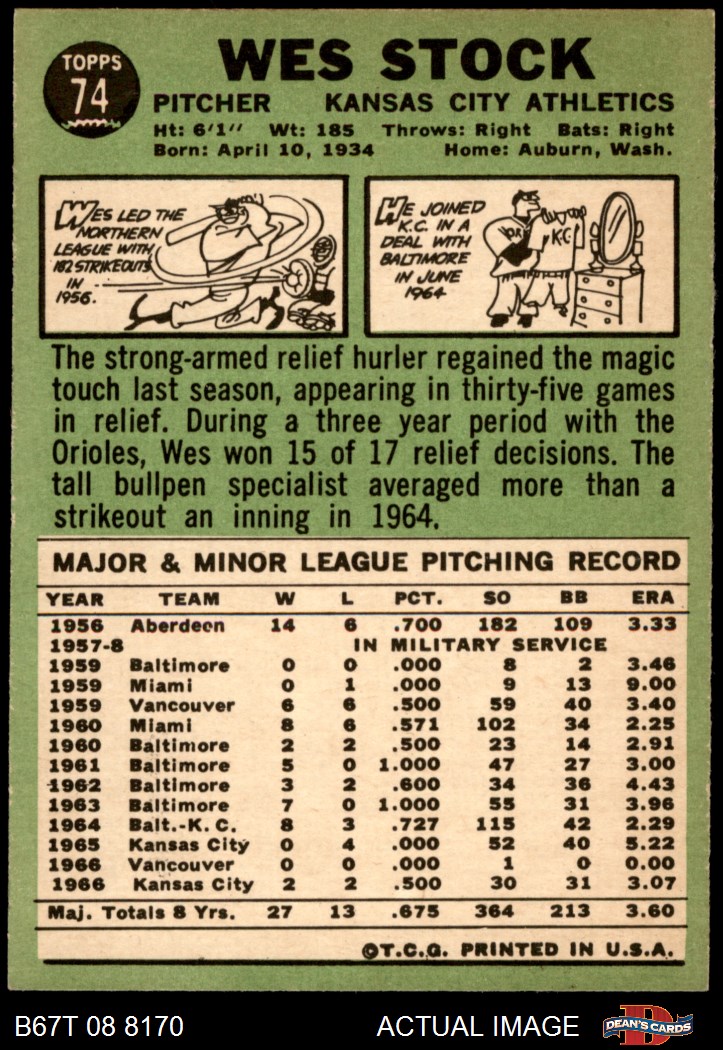 TOPPS
74
WES STOCK
PITCHER KANSAS CITY ATHLETICS
Ht: 6'1" Wt: 185 Throws: Right Bats: Right
Born: April 10, 1934 Home: Auburn, Wash.
WES LED THE
NORTHERN
LEAGUE WITH
182 STRIKEOUTS
IN
1956.
HE JOINED
K.C. IN A
DEAL WITH
BALTIMORE
IN JUNE
1964
K-C
The strong-armed relief hurler regained the magic
touch last season, appearing in thirty-five games
in relief. During a three year period with the
Orioles, Wes won 15 of 17 relief decisions. The
tall bullpen specialist averaged more than a
strikeout an inning in 1964.
MAJOR & MINOR LEAGUE PITCHING RECORD
YEAR TEAM W L PCT. SO BB ERA
1956 Aberdeen 14 6 .700 182 109 3.33
1957-8 IN MILITARY SERVICE
1959 Baltimore 0 0 .000 8 2 3.46
1959 Miami 0 1 .000 9 13 9.00
1959 Vancouver 6 6 .500 59 40 3.40
1960 Miami 8 6 .571 102 34 2.25
1960 Baltimore 2 2 .500 23 14 2.91
1961 Baltimore 5 0 1.000 47 27 3.00
1962 Baltimore 3 2 .600 34 36 4.43
1963 Baltimore 7 0 1.000 55 31 3.96
1964 Balt.-K. C. 8 3 .727 115 42 2.29
1965 Kansas City 0 4 .000 52 40 5.22
1966 Vancouver 0 0 .000 1 0 0.00
1966 Kansas City 2 2 .500 30 31 3.07
Maj. Totals 8 Yrs. 27 13 .675 364 213 3.60
©T.C.G. PRINTED IN U.S.A.
B67T 08 8170 ACTUAL IMAGE
D
DEAN'S CARDS